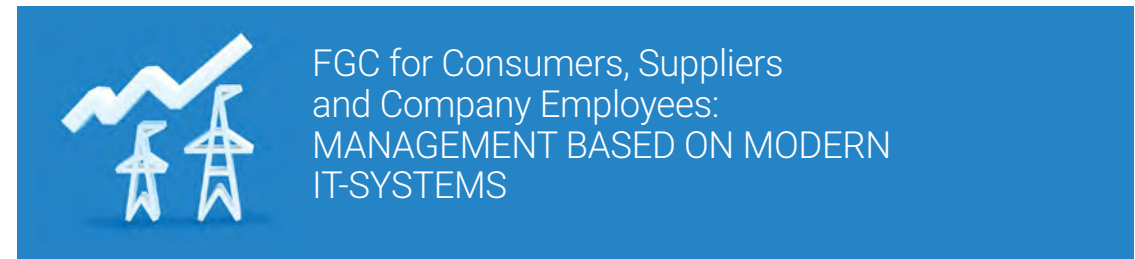 FGC for Consumers, Suppliers
and Company Employees:
MANAGEMENT BASED ON MODERN
IT-SYSTEMS